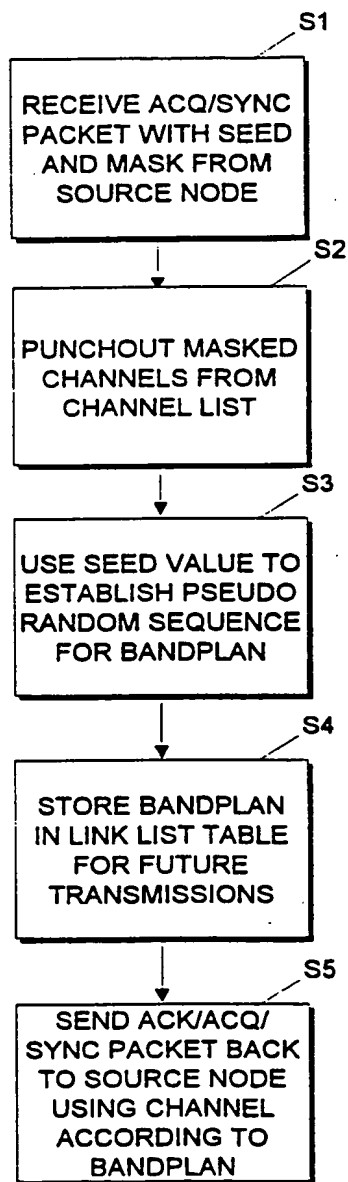 S1
RECEIVE ACQ/SYNC
PACKET WITH SEED
AND MASK FROM
SOURCE NODE
S2
PUNCHOUT MASKED
CHANNELS FROM
CHANNEL LIST
S3
USE SEED VALUE TO
ESTABLISH PSEUDO
RANDOM SEQUENCE
FOR BANDPLAN
S4
STORE BANDPLAN
IN LINK LIST TABLE
FOR FUTURE
TRANSMISSIONS
S5
SEND ACK/ACQ/
SYNC PACKET BACK
TO SOURCE NODE
USING CHANNEL
ACCORDING TO
BANDPLAN